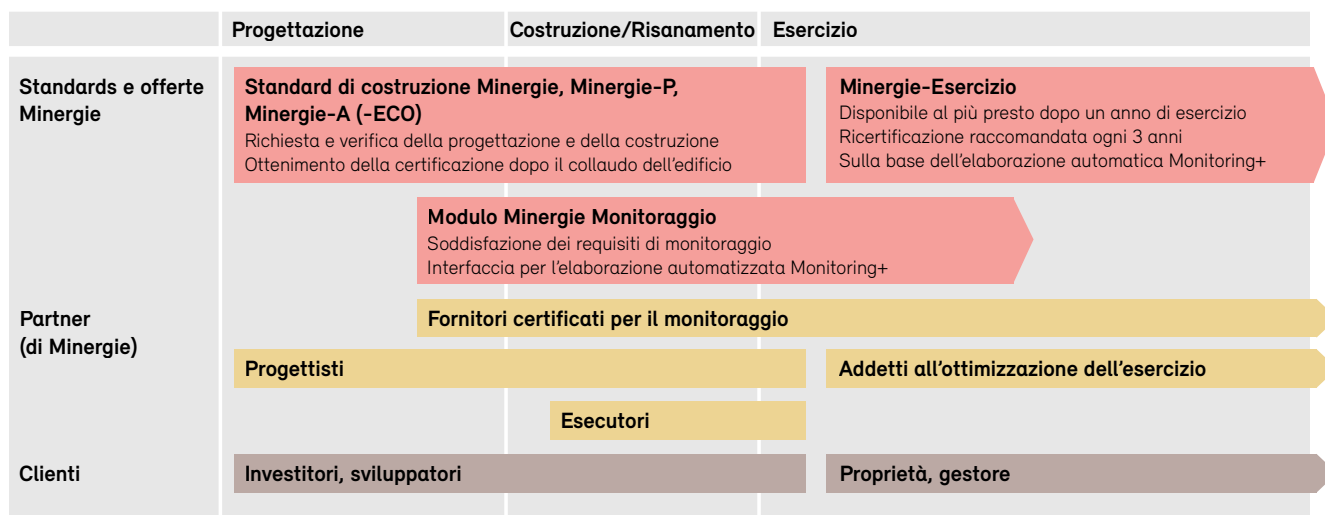 Progettazione
Costruzione/Risanamento
Esercizio
Standards e offerte
Minergie
Standard di costruzione Minergie, Minergie-P,
Minergie-A (-ECO)
Richiesta e verifica della progettazione e della costruzione
Ottenimento della certificazione dopo il collaudo dell'edificio
Minergie-Esercizio
Disponibile al più presto dopo un anno di esercizio
Ricertificazione raccomandata ogni 3 anni
Sulla base dell'elaborazione automatica Monitoring+
Modulo Minergie Monitoraggio
Soddisfazione dei requisiti di monitoraggio
Interfaccia per l'elaborazione automatizzata Monitoring+
Partner
(di Minergie)
Fornitori certificati per il monitoraggio
Progettisti
Addetti all'ottimizzazione dell'esercizio
Esecutori
Clienti
Investitori, sviluppatori
Proprietà, gestore